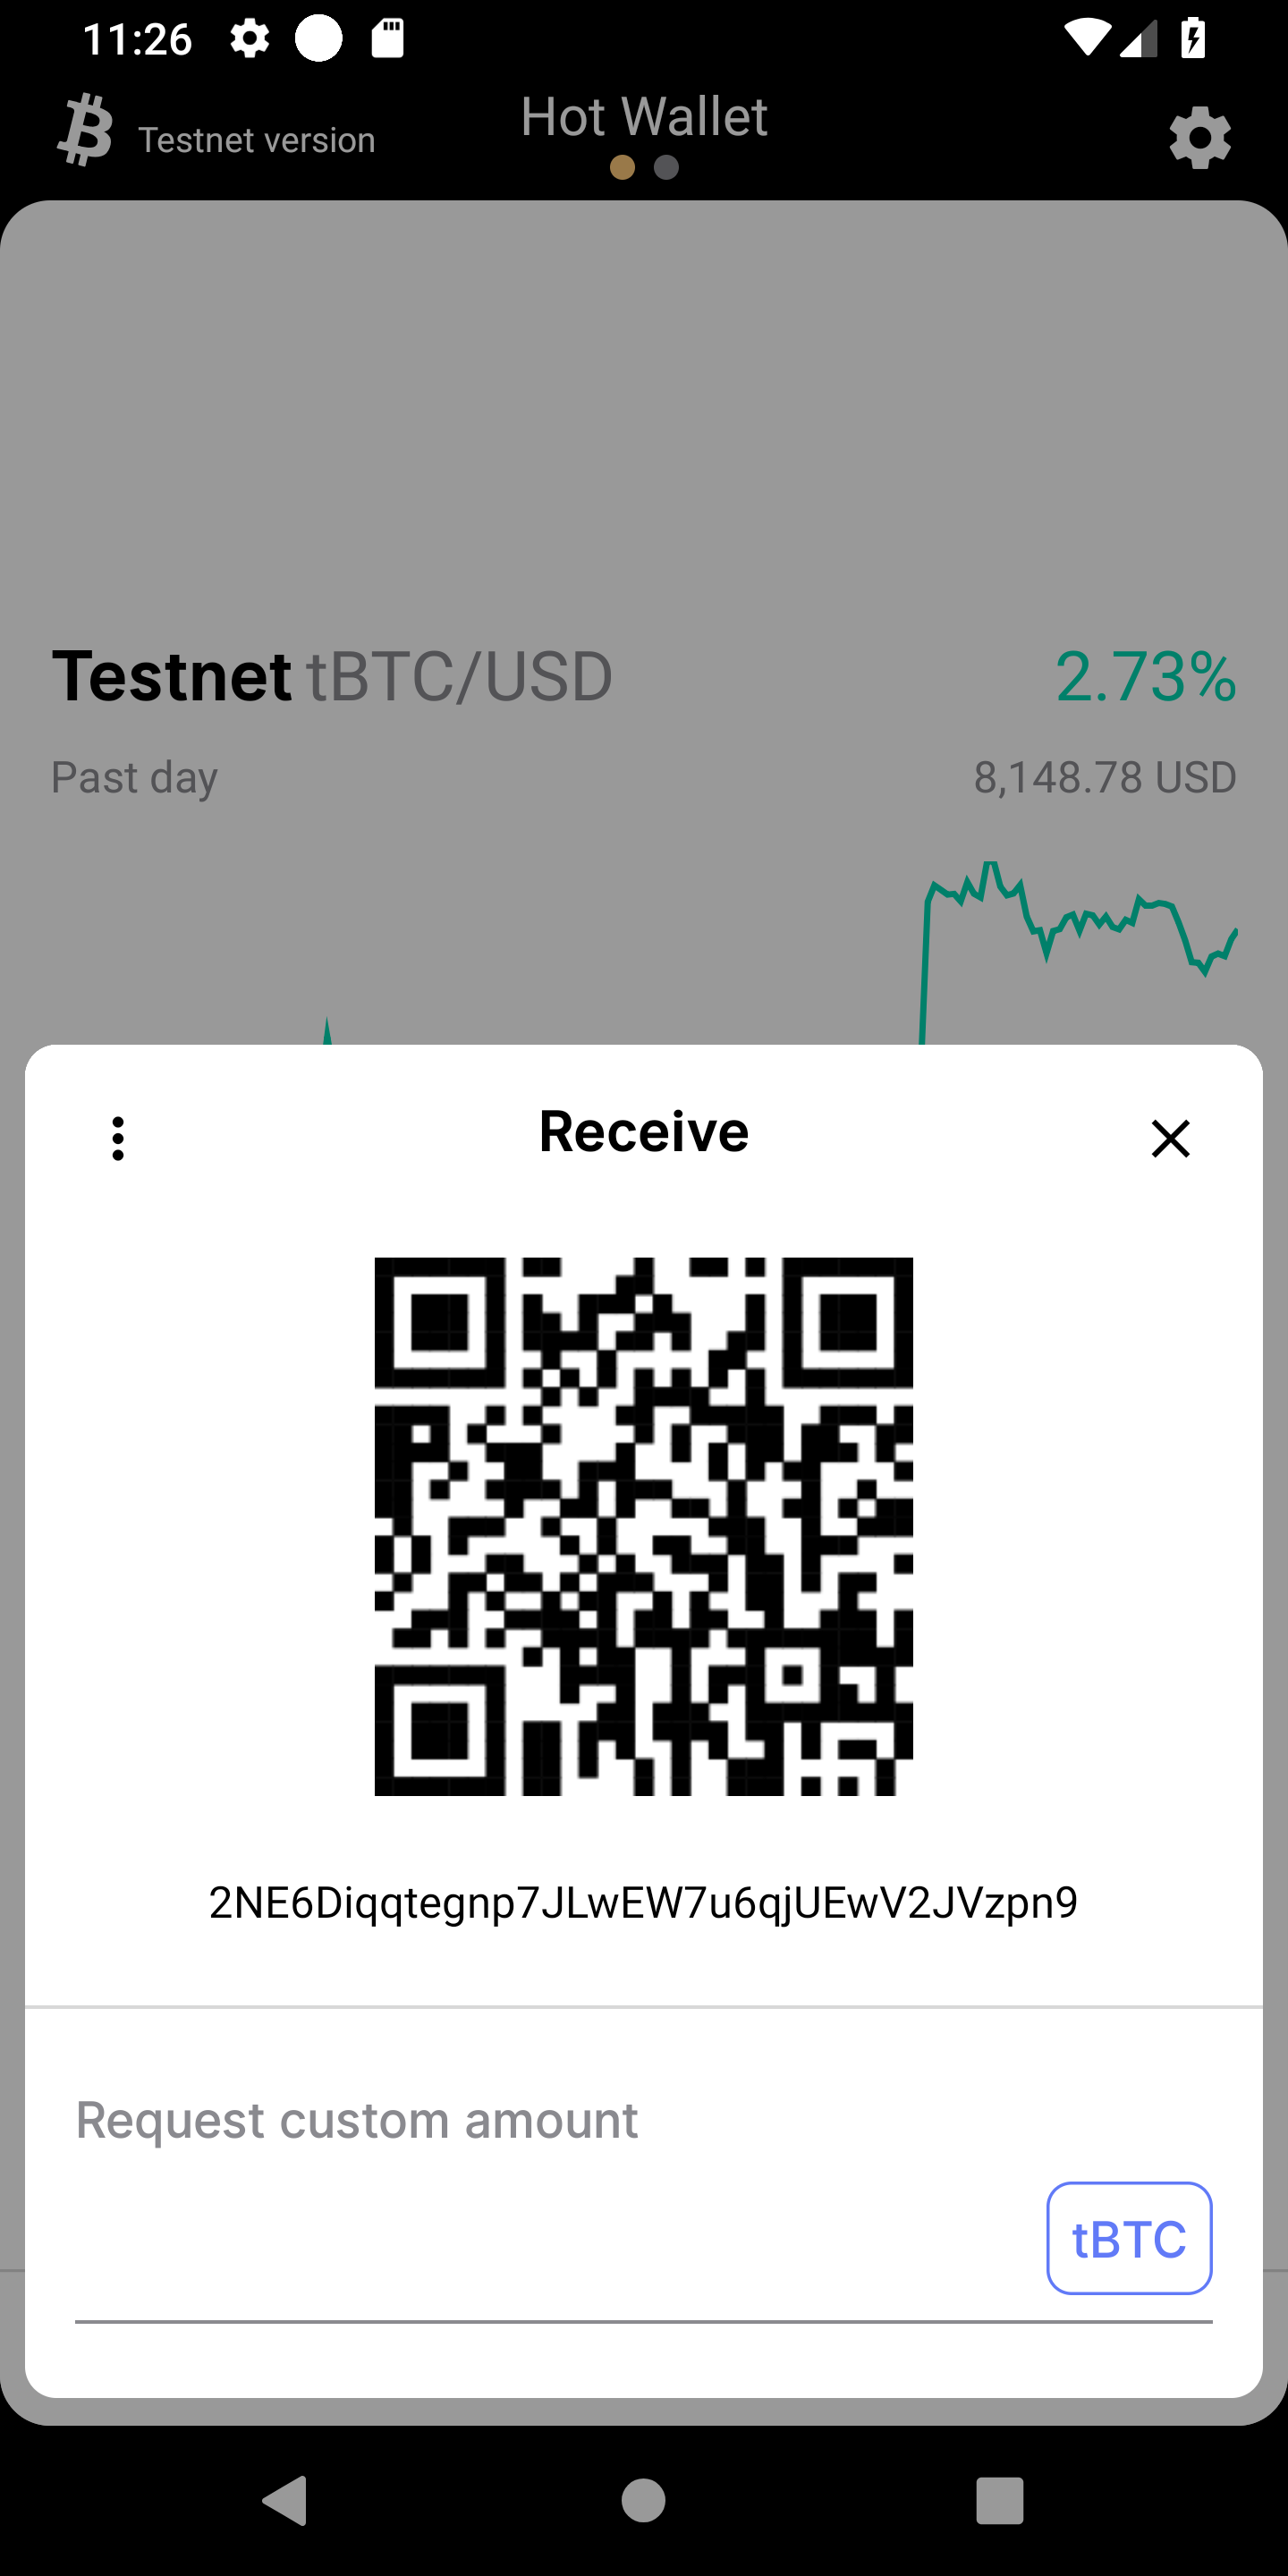 11:26
Testnet version
Hot Wallet
Testnet tBTC/USD
2.73%
Past day
8,148.78 USD
Receive
2NE6Diqqtegnp7JLwEW7u6qjUEwV2JVzpn9
Request custom amount
tBTC